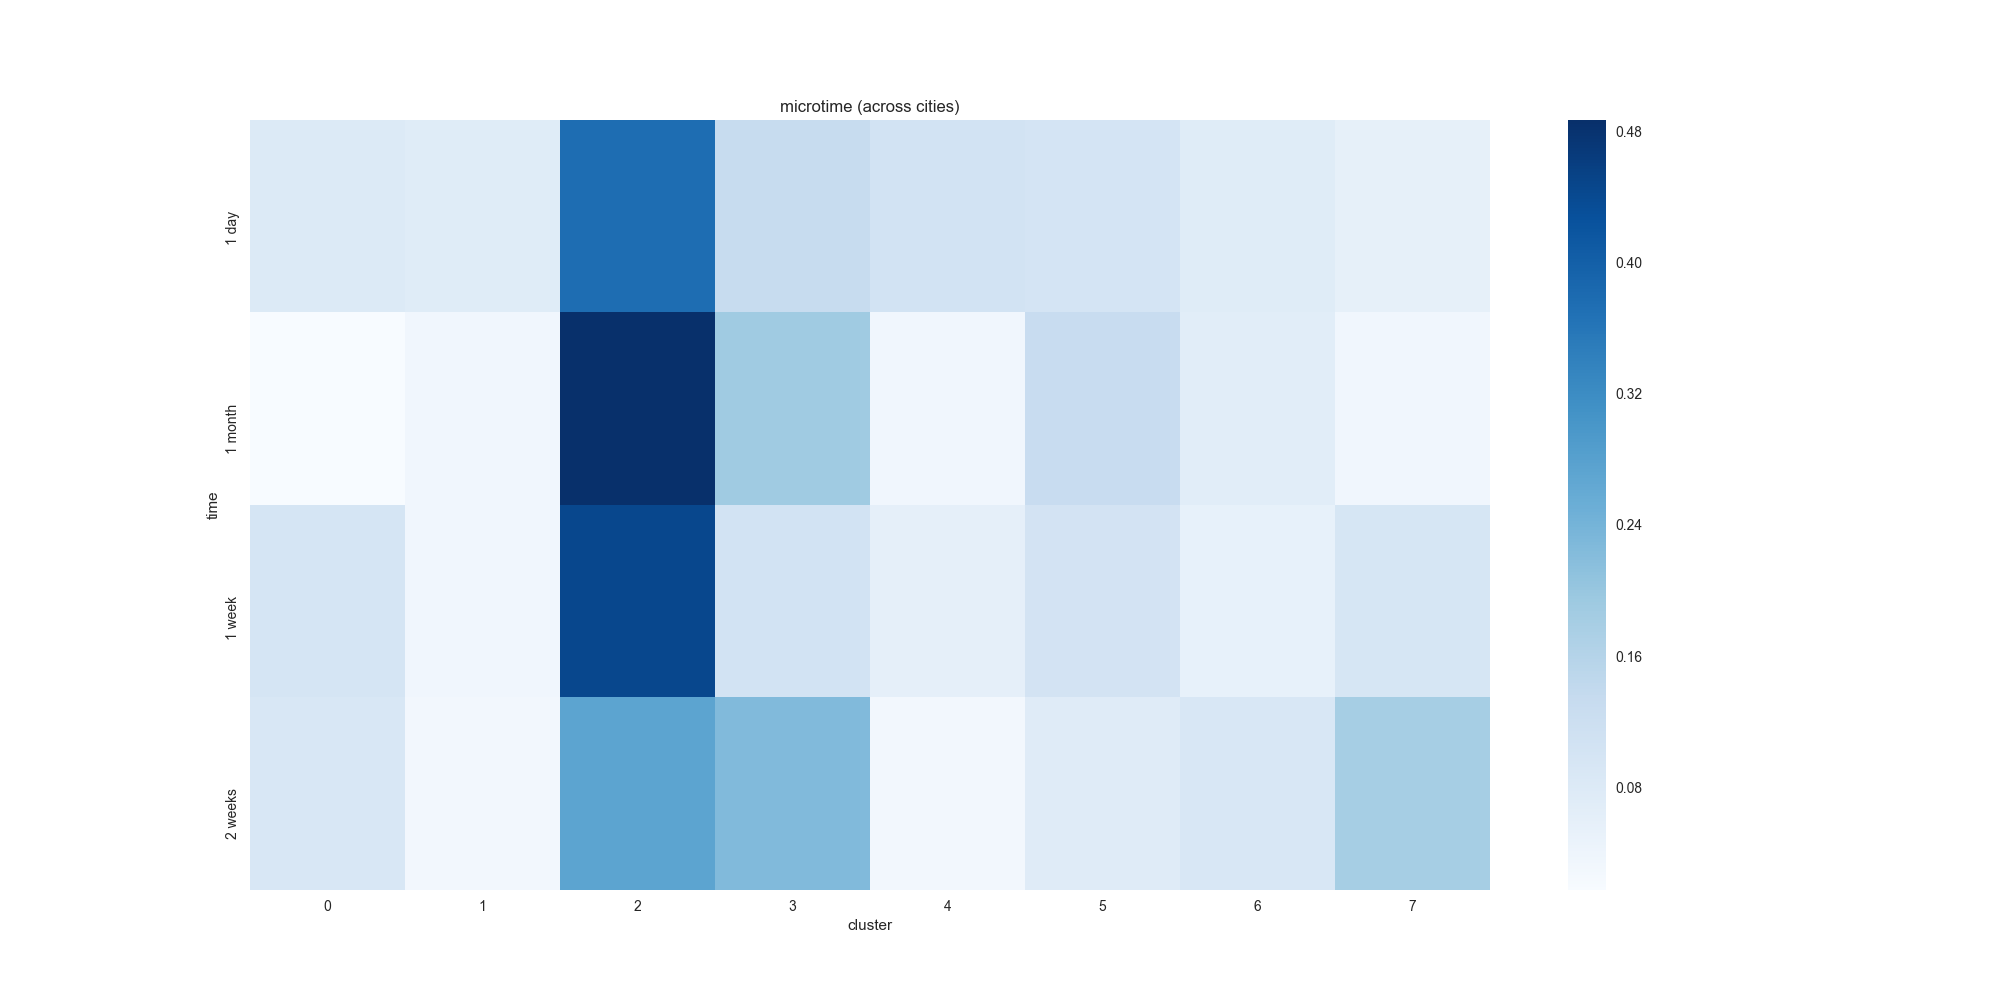 microtime (across cities)
time
1 day
1 month
1 week
2 weeks
0 1 2 3 4 5 6 7
cluster
0.48
0.40
0.32
0.24
0.16
0.08